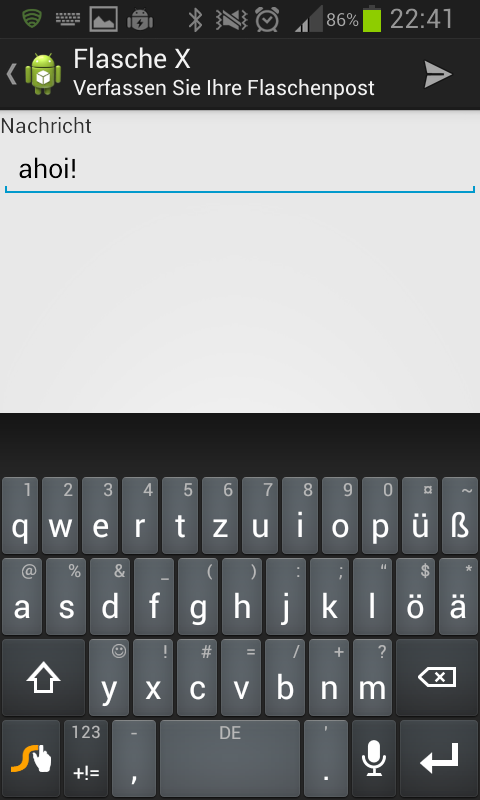 86% 22:41
Flasche X
Verfassen Sie Ihre Flaschenpost
Nachricht
ahoi!
1 2 3 4 5 6 7 8 9 0 ¤ ~
q w e r t z u i o p ü ß
@ % & _ ( ) : ; “ $ *
a s d f g h j k l ö ä
☺ ! # = / + ?
y x c v b n m
123 - DE '
+!= , .